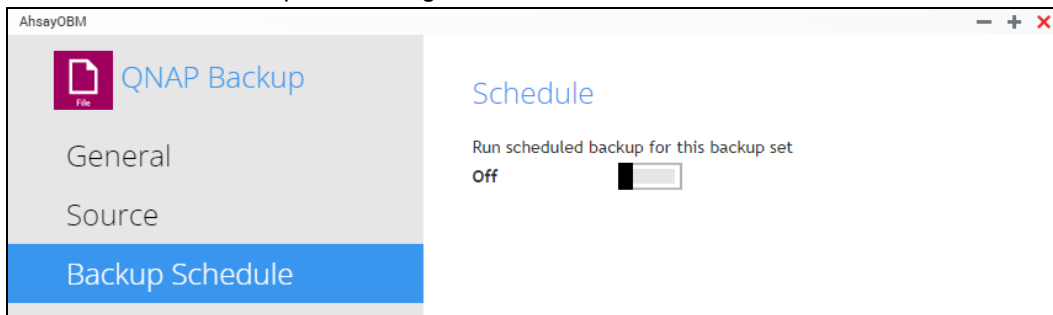 AhsayOBM
QNAP Backup
File
General
Source
Backup Schedule
Schedule
Run scheduled backup for this backup set
Off